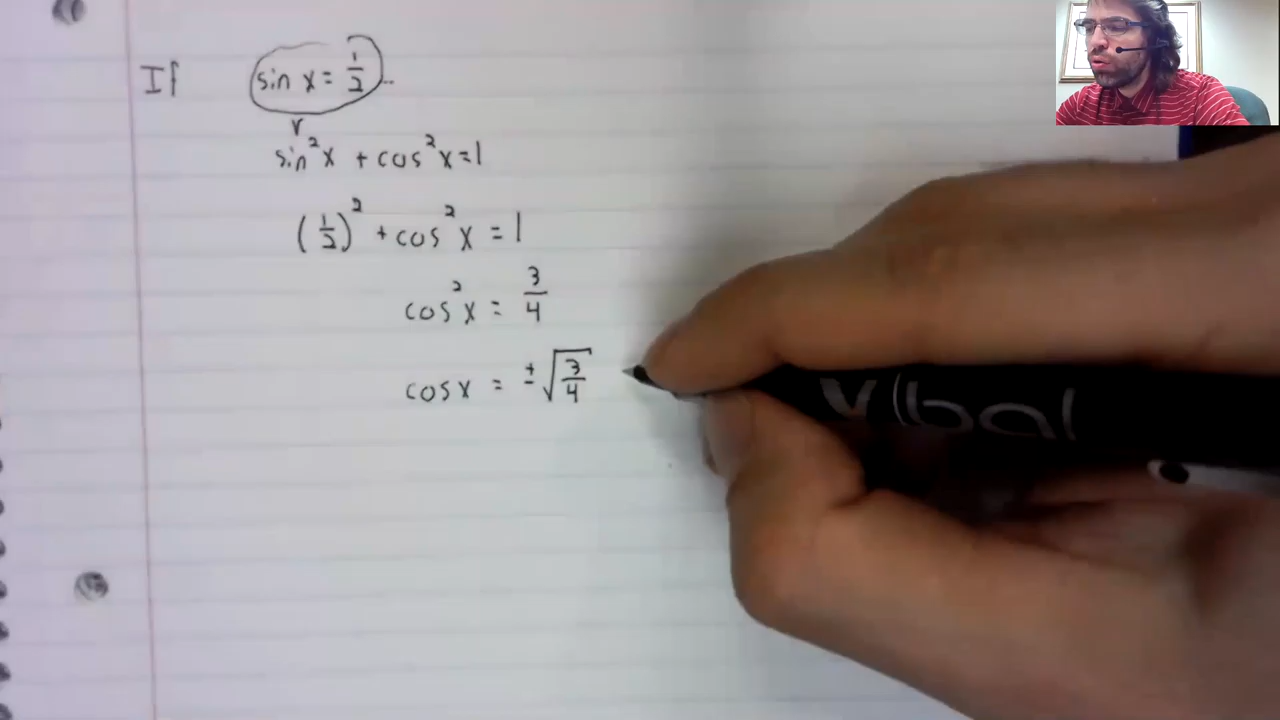 If sin x = 1/2 ...
sin²x + cos²x = 1
(1/2)² + cos²x = 1
cos²x = 3/4
cos x = ±√(3/4)